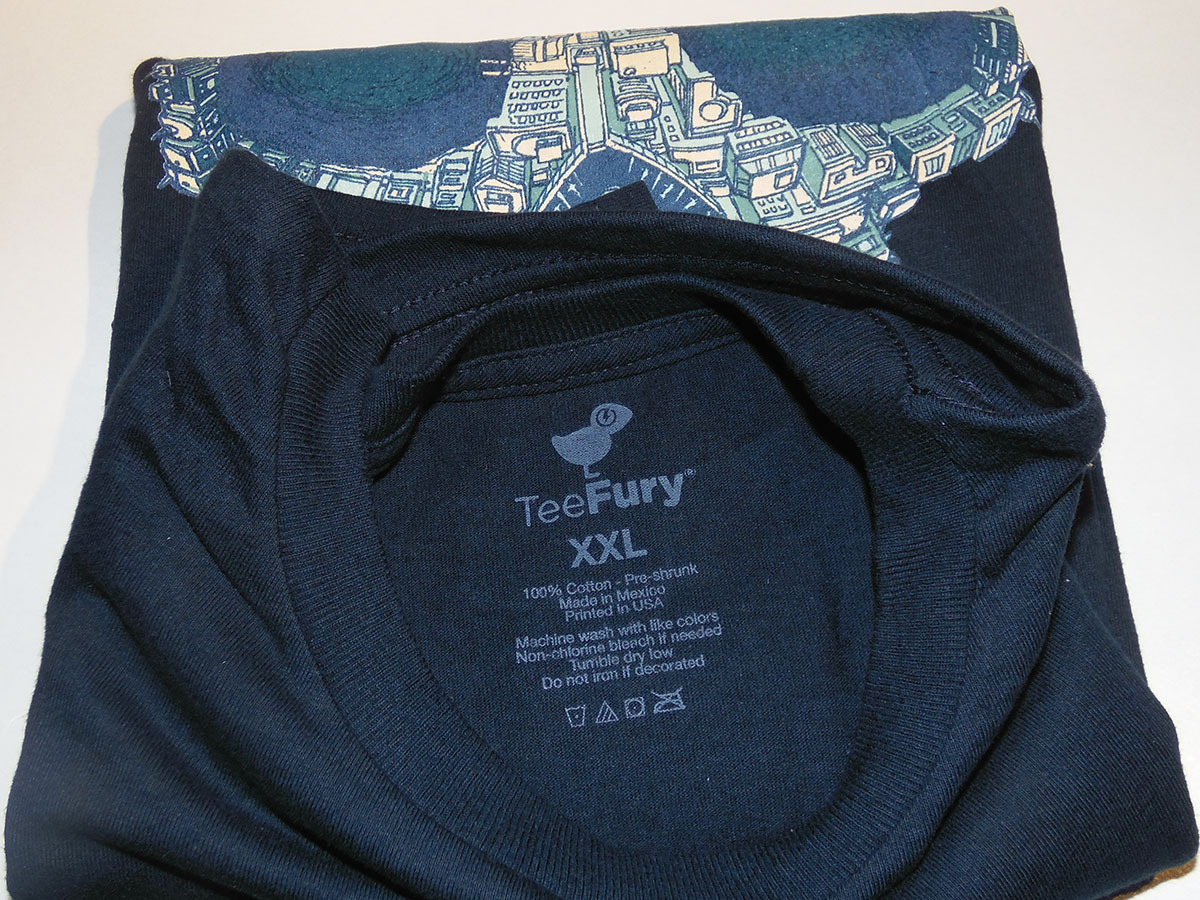 TeeFury®
XXL
100% Cotton - Pre-shrunk
Made in Mexico
Printed in USA
Machine wash with like colors
Non-chlorine bleach if needed
Tumble dry low
Do not iron if decorated